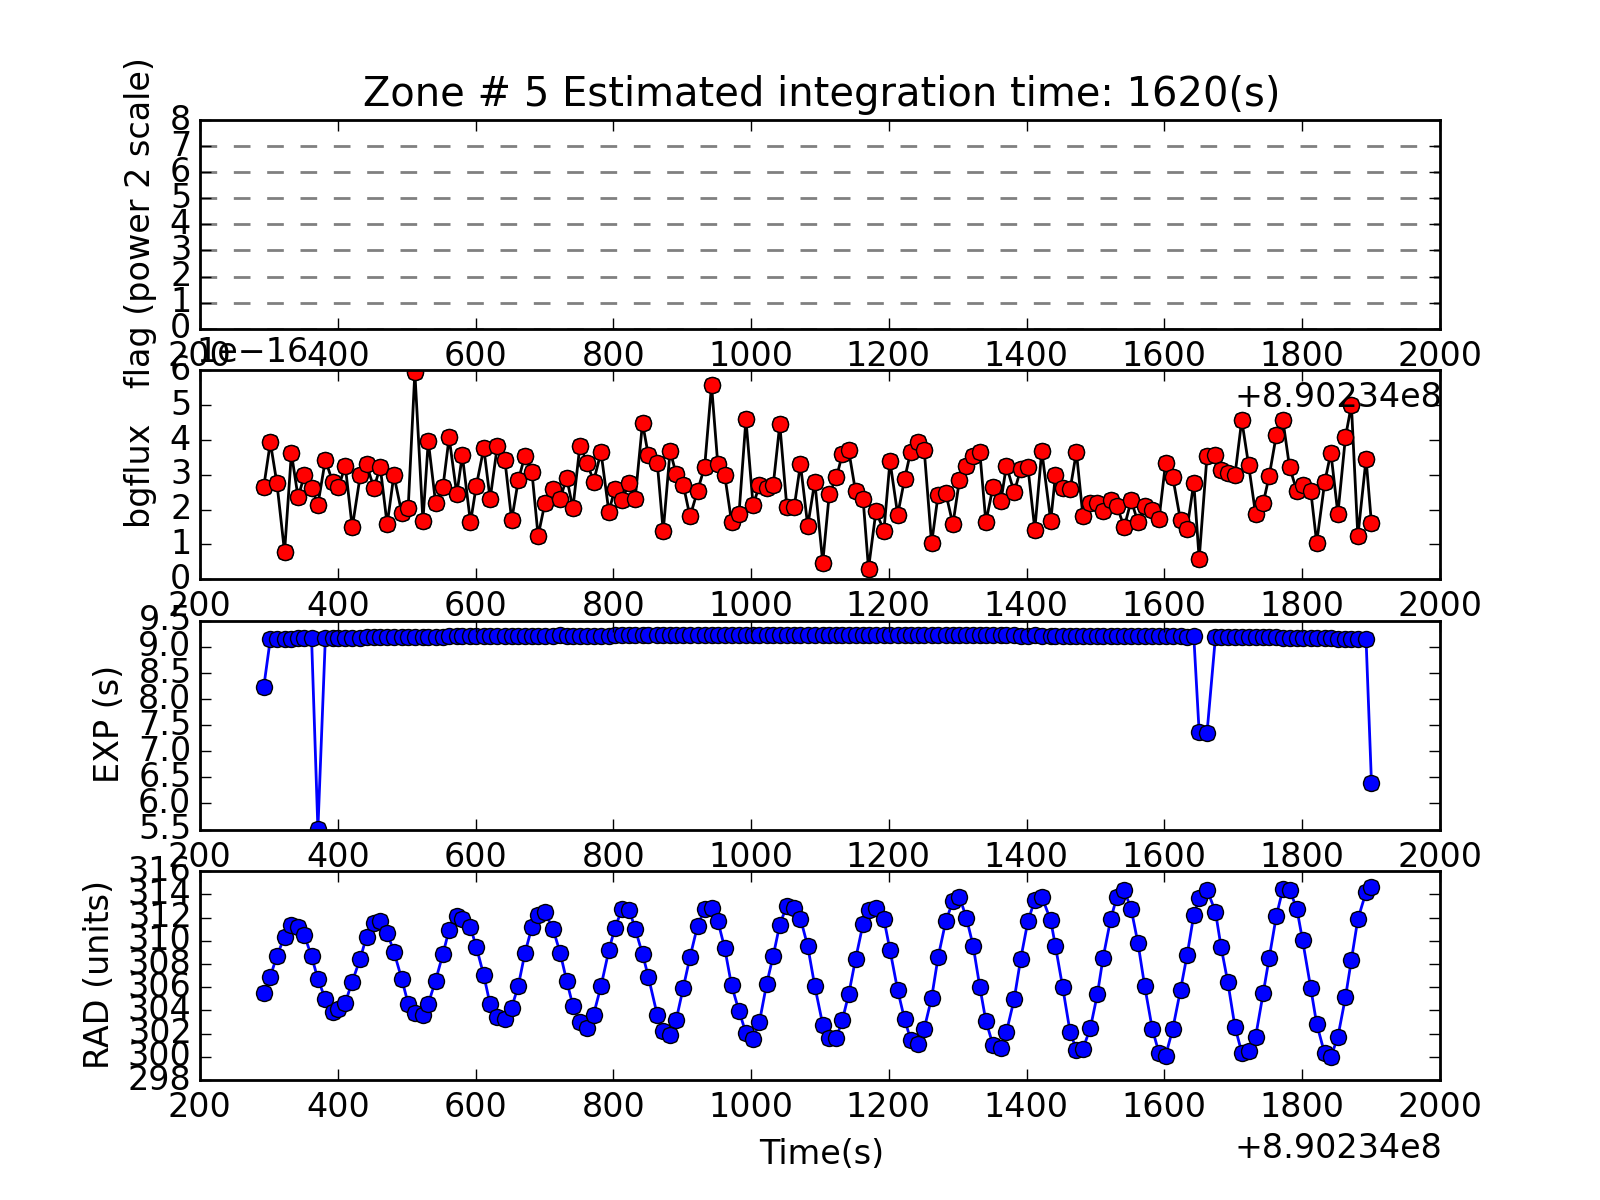 Zone # 5 Estimated integration time: 1620(s)
flag (power 2 scale)
8
7
6
5
4
3
2
1
0
200 400 600 800 1000 1200 1400 1600 1800 2000
1e−16
+8.90234e8
bgflux
6
5
4
3
2
1
0
200 400 600 800 1000 1200 1400 1600 1800 2000
EXP (s)
9.5
9.0
8.5
8.0
7.5
7.0
6.5
6.0
5.5
200 400 600 800 1000 1200 1400 1600 1800 2000
RAD (units)
316
314
312
310
308
306
304
302
300
298
200 400 600 800 1000 1200 1400 1600 1800 2000
Time(s)
+8.90234e8